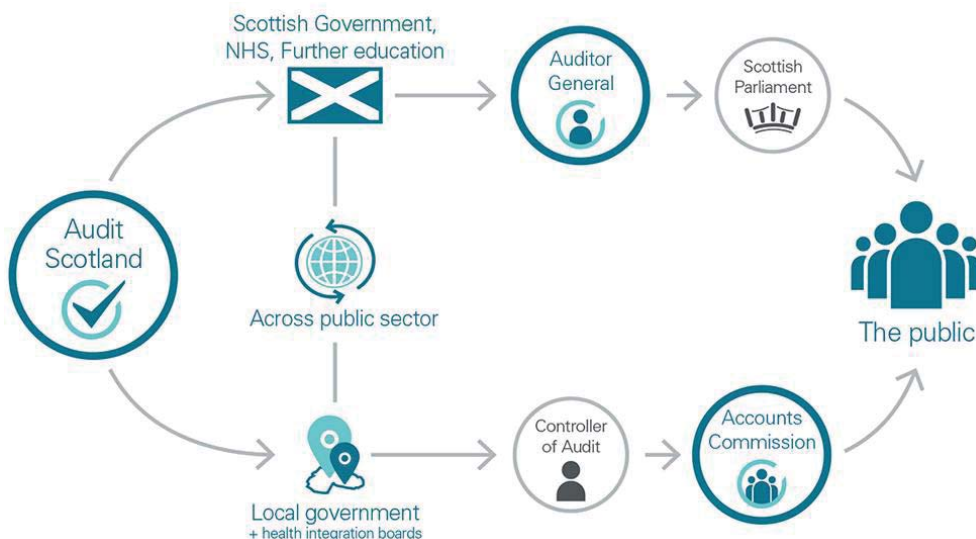 Scottish Government,
NHS, Further education
Auditor
General
Scottish
Parliament
Audit
Scotland
Across public sector
The public
Local government
+ health integration boards
Controller
of Audit
Accounts
Commission